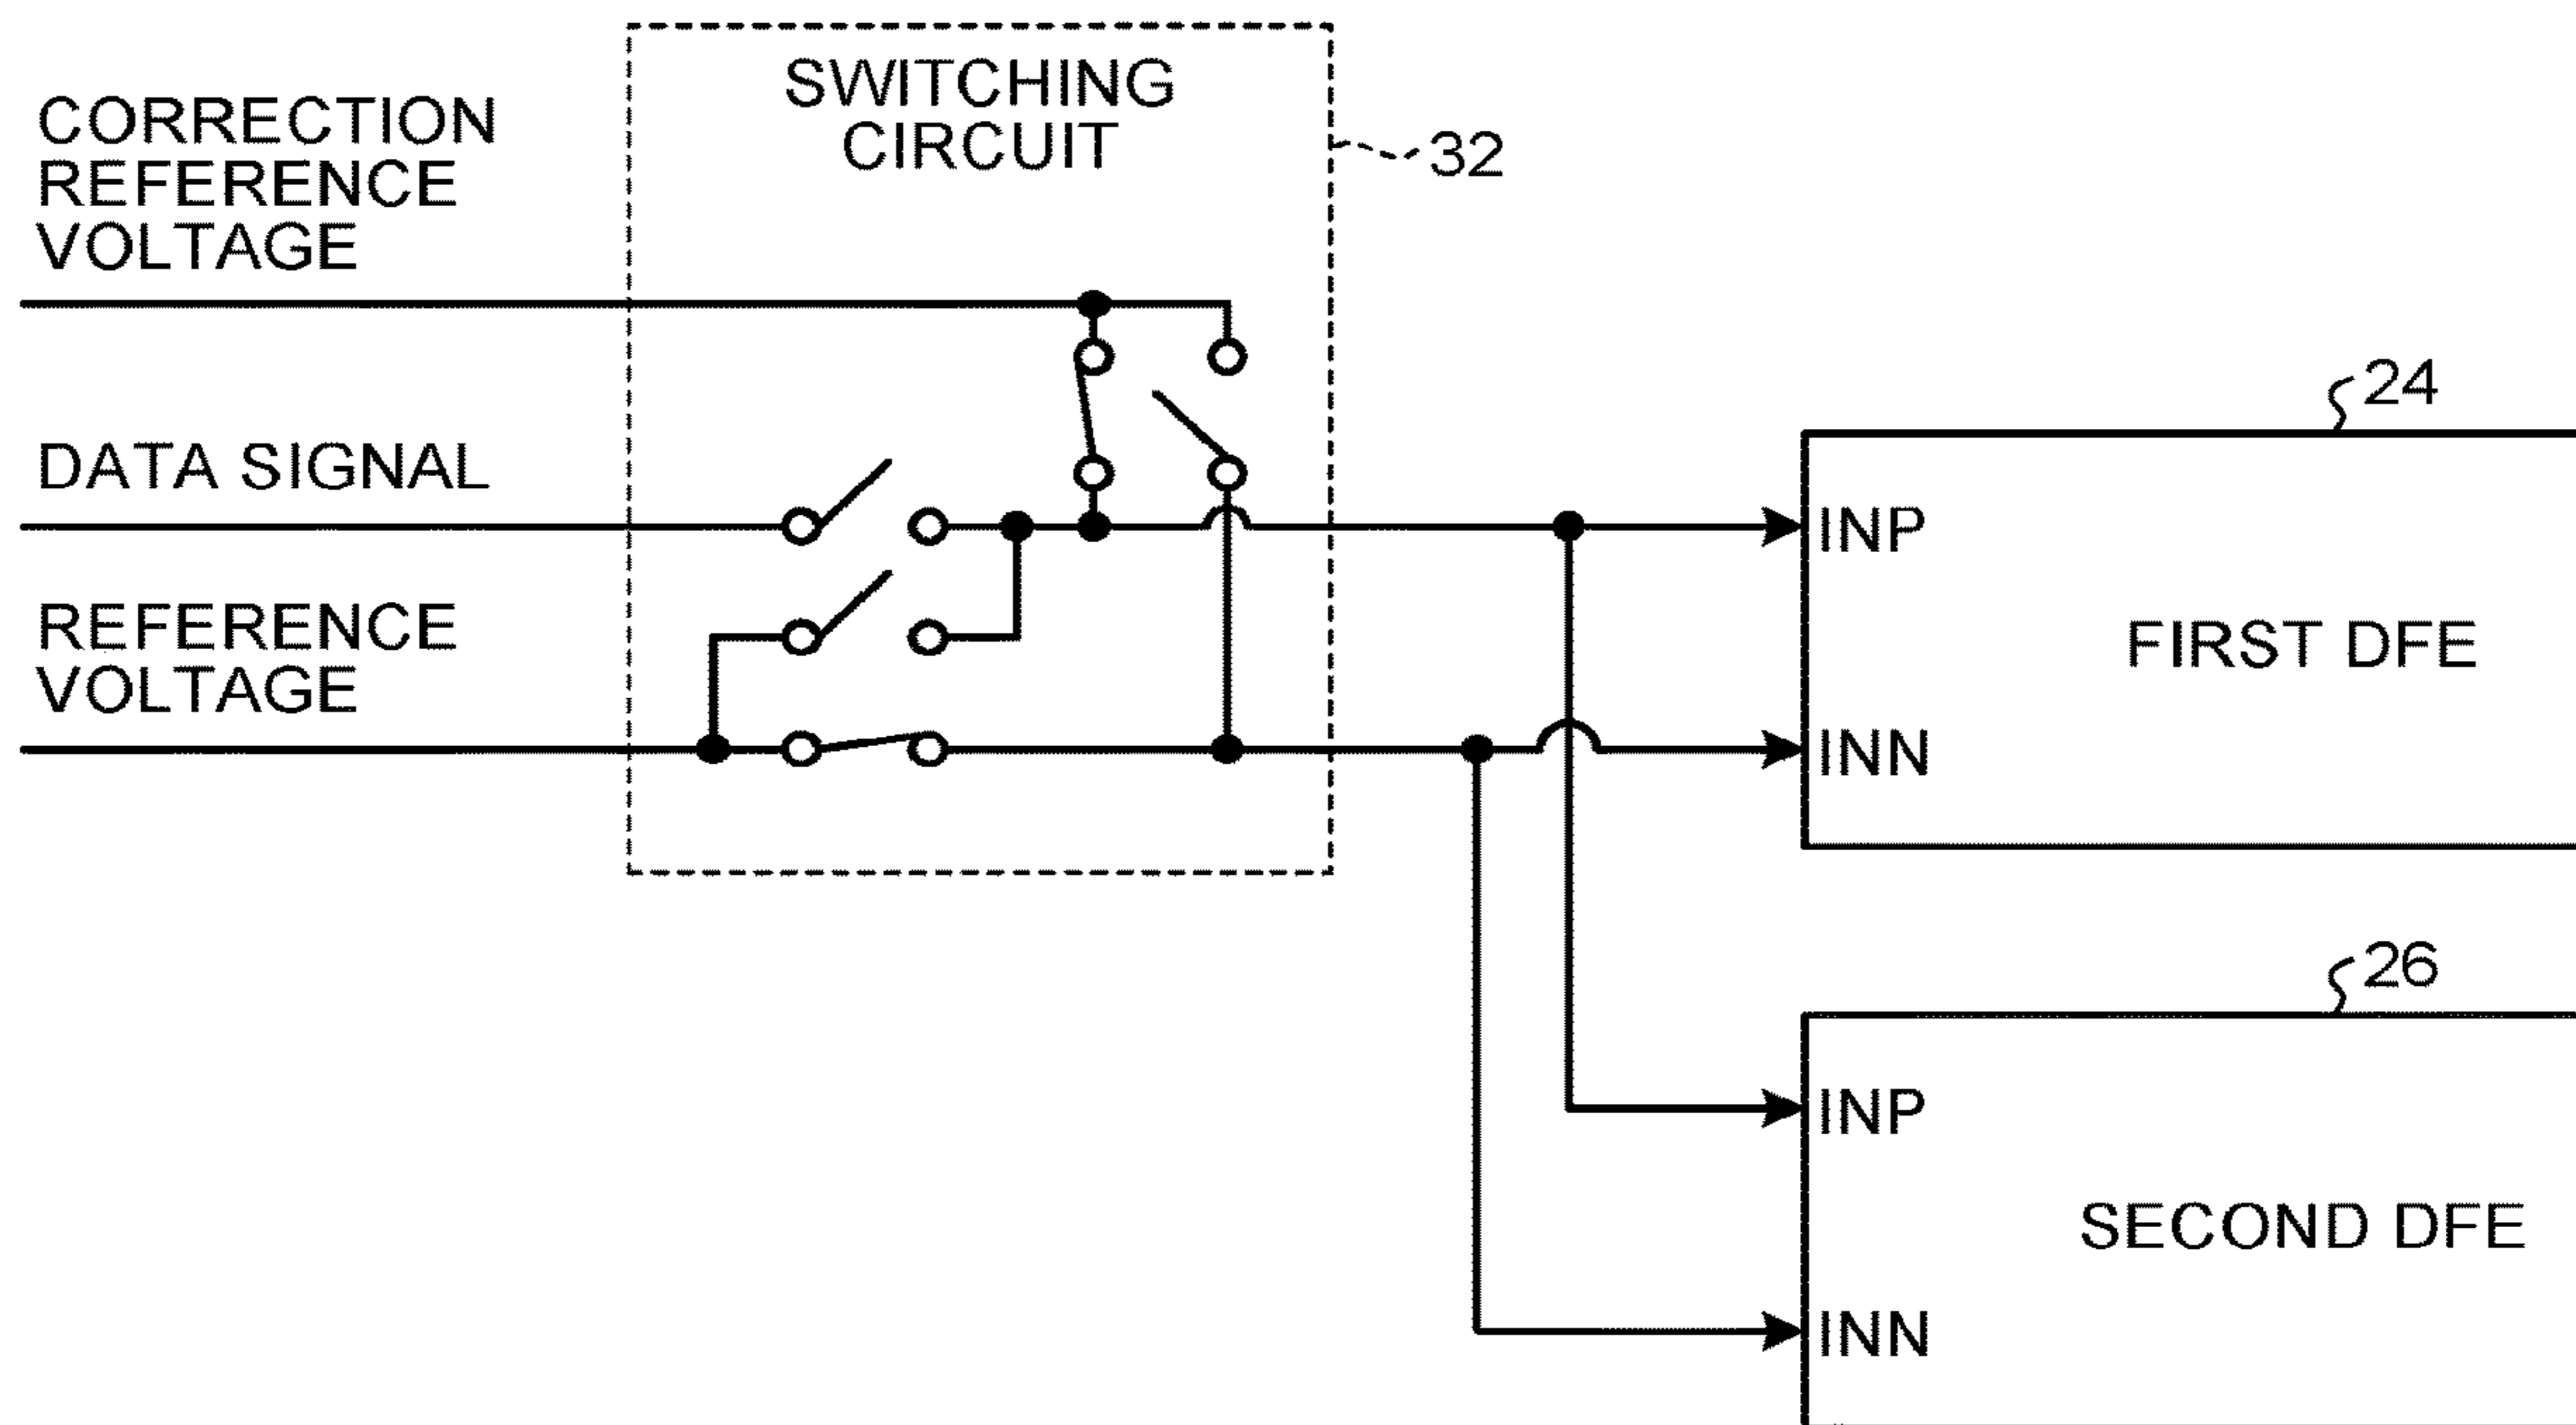 SWITCHING
CIRCUIT
32
CORRECTION
REFERENCE
VOLTAGE
DATA SIGNAL
REFERENCE
VOLTAGE
24
INP
FIRST DFE
INN
26
INP
SECOND DFE
INN